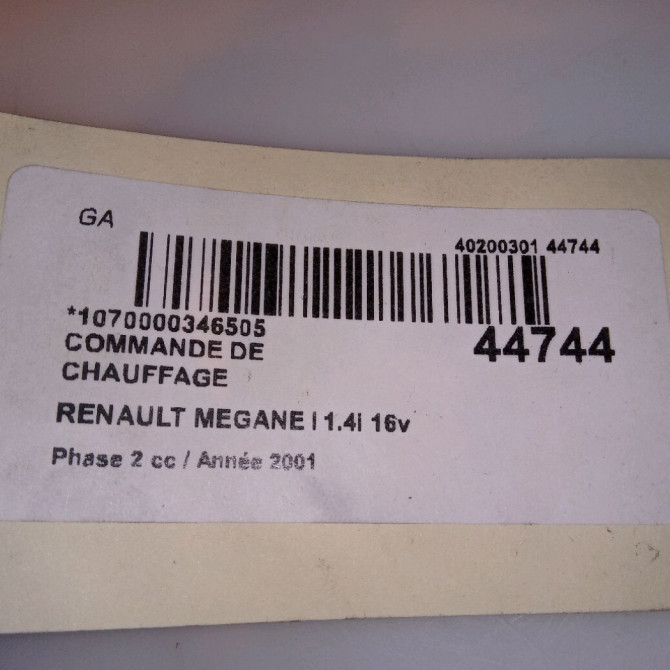 GA
40200301 44744
*1070000346505
44744
COMMANDE DE
CHAUFFAGE
RENAULT MEGANE I 1.4i 16v
Phase 2 cc / Année 2001